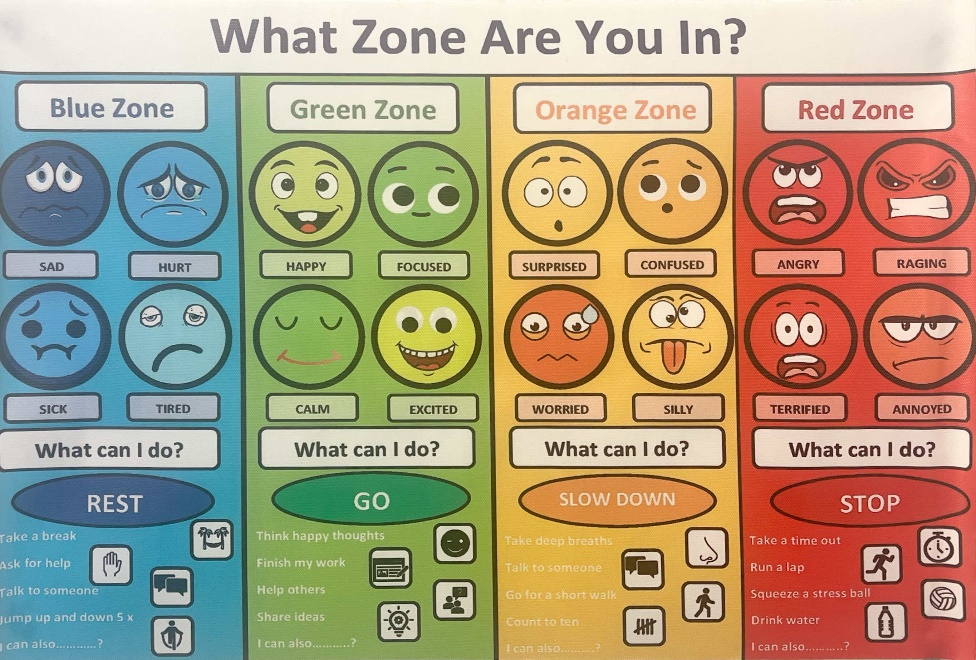 What Zone Are You In?
Blue Zone
SAD
HURT
SICK
TIRED
What can I do?
REST
Take a break
Ask for help
Talk to someone
Jump up and down 5 x
I can also...........?
Green Zone
HAPPY
FOCUSED
CALM
EXCITED
What can I do?
GO
Think happy thoughts
Finish my work
Help others
Share ideas
I can also..........?
Orange Zone
SURPRISED
CONFUSED
WORRIED
SILLY
What can I do?
SLOW DOWN
Take deep breaths
Talk to someone
Go for a short walk
Count to ten
I can also.........?
Red Zone
ANGRY
RAGING
TERRIFIED
ANNOYED
What can I do?
STOP
Take a time out
Run a lap
Squeeze a stress ball
Drink water
I can also..........?